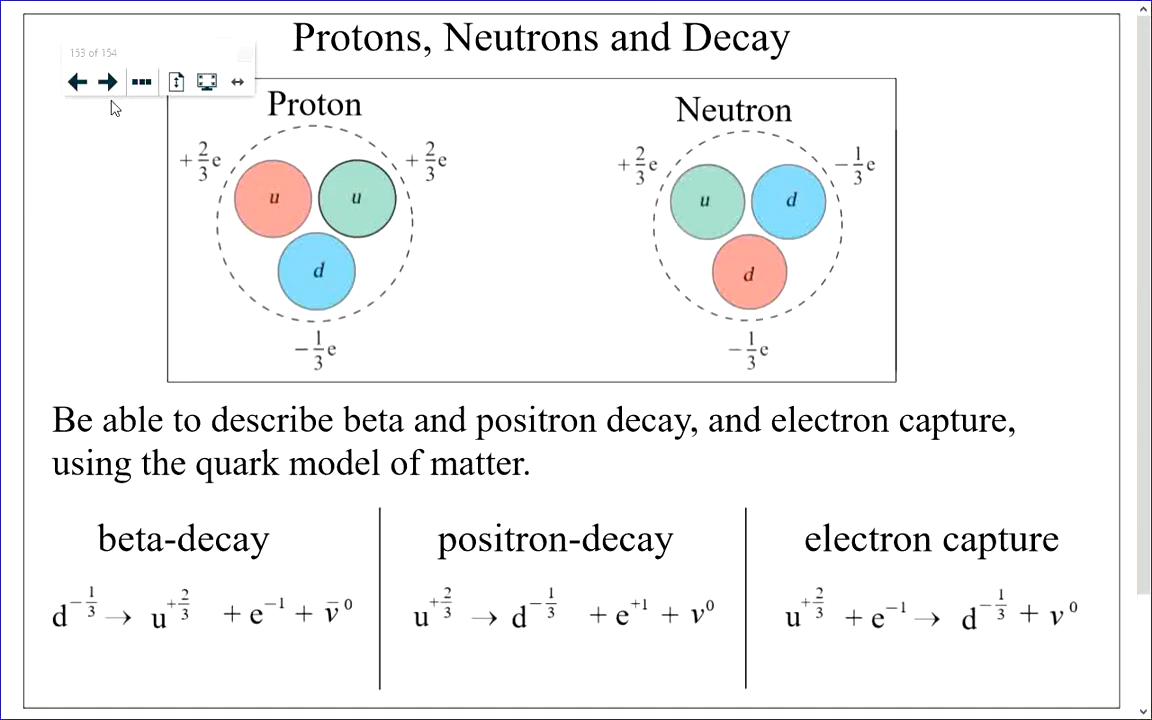 Protons, Neutrons and Decay
153 of 154
Proton
Neutron
+2/3e
+2/3e
+2/3e
-1/3e
u
u
u
d
d
d
-1/3e
-1/3e
Be able to describe beta and positron decay, and electron capture,
using the quark model of matter.
beta-decay
positron-decay
electron capture
d^{-1/3} → u^{+2/3} + e^{-1} + ν̄^0
u^{+2/3} → d^{-1/3} + e^{+1} + ν^0
u^{+2/3} + e^{-1} → d^{-1/3} + ν^0